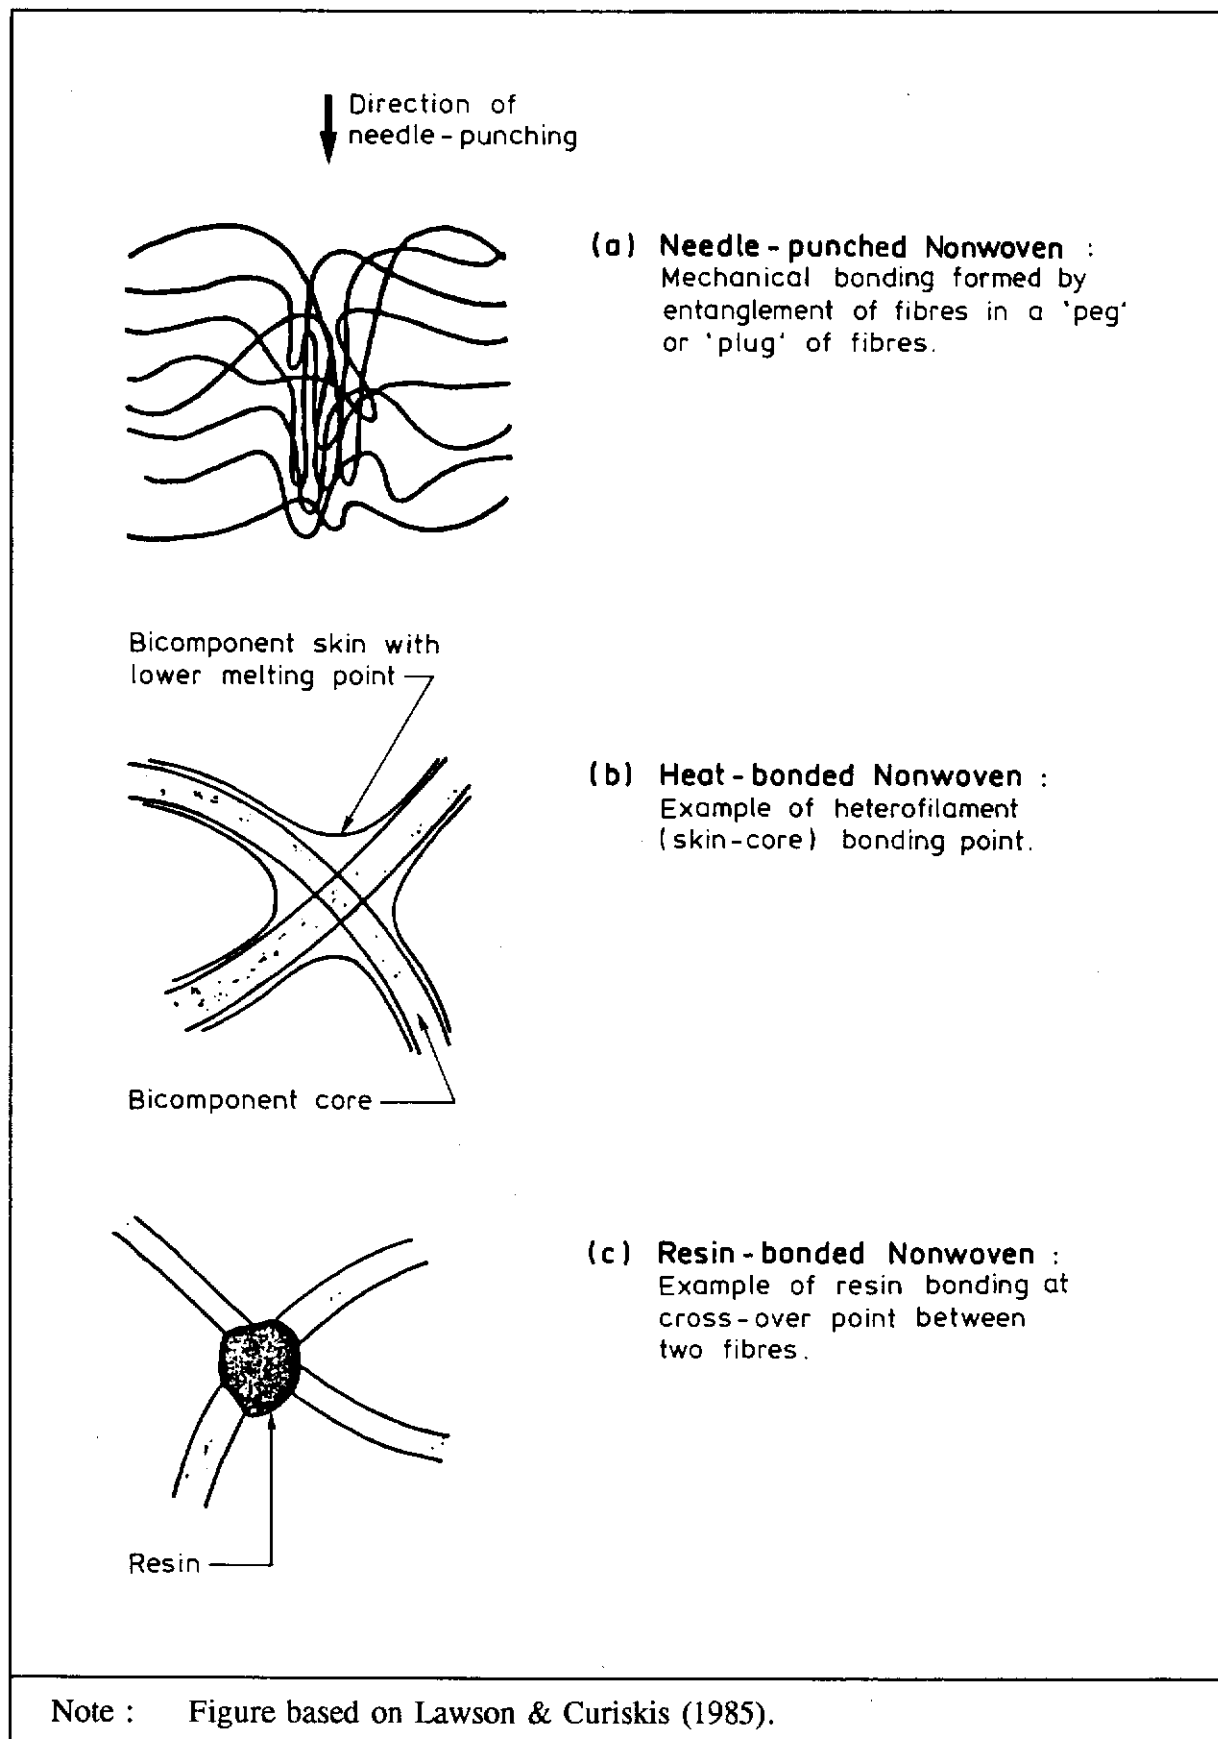 Direction of
needle-punching
(a) Needle-punched Nonwoven :
Mechanical bonding formed by
entanglement of fibres in a 'peg'
or 'plug' of fibres.
Bicomponent skin with
lower melting point
(b) Heat-bonded Nonwoven :
Example of heterofilament
(skin-core) bonding point.
Bicomponent core
(c) Resin-bonded Nonwoven :
Example of resin bonding at
cross-over point between
two fibres.
Resin
Note : Figure based on Lawson & Curiskis (1985).